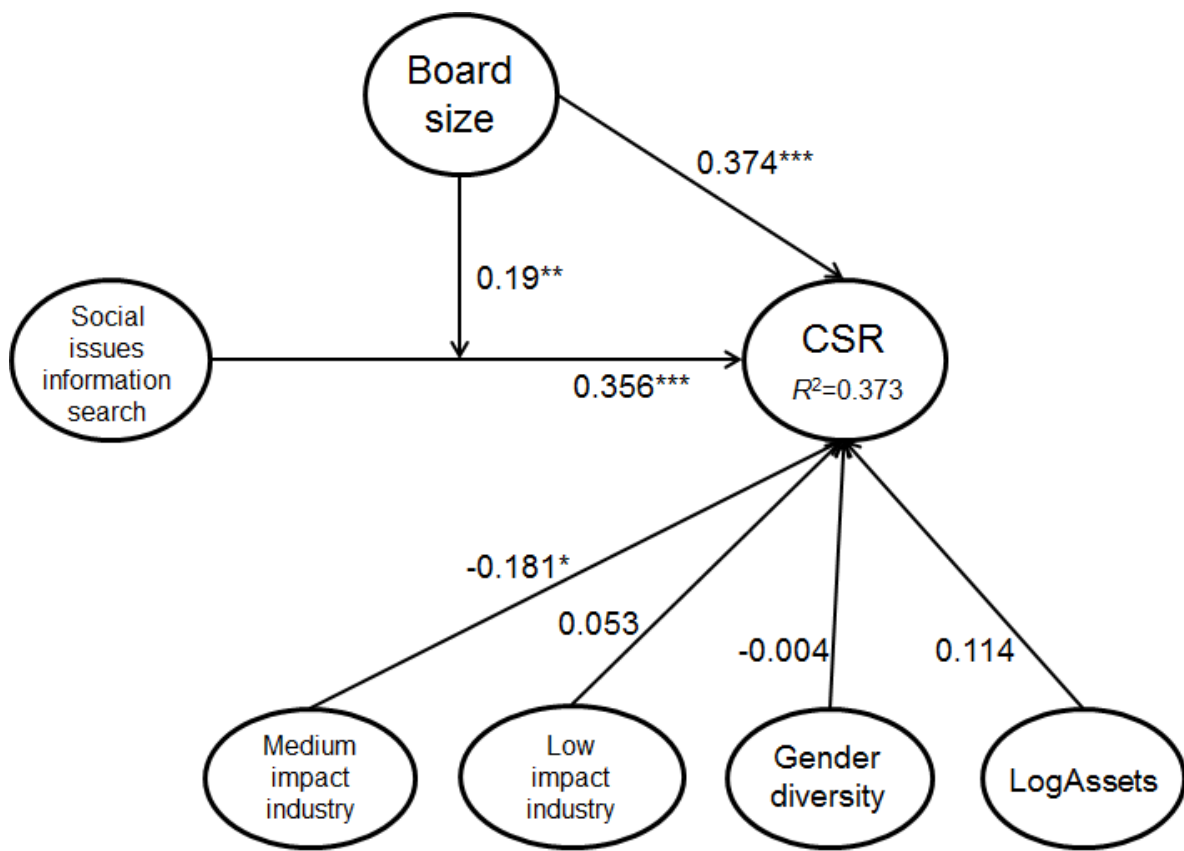 Board
size
0.374***
0.19**
Social
issues
information
search
0.356***
CSR
R²=0.373
-0.181*
0.053
-0.004
0.114
Medium
impact
industry
Low
impact
industry
Gender
diversity
LogAssets